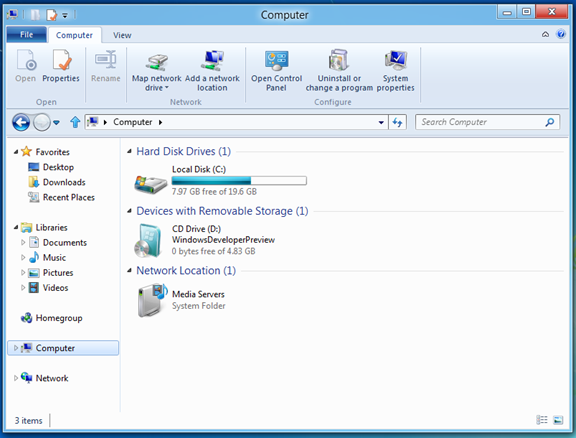 Computer
File
Computer
View
Open
Properties
Rename
Map network
drive
Add a network
location
Open Control
Panel
Uninstall or
change a program
System
properties
Open
Network
Configure
Computer
Search Computer
Favorites
Desktop
Downloads
Recent Places
Libraries
Documents
Music
Pictures
Videos
Homegroup
Computer
Network
Hard Disk Drives (1)
Local Disk (C:)
7.97 GB free of 19.6 GB
Devices with Removable Storage (1)
CD Drive (D:)
WindowsDeveloperPreview
0 bytes free of 4.83 GB
Network Location (1)
Media Servers
System Folder
3 items